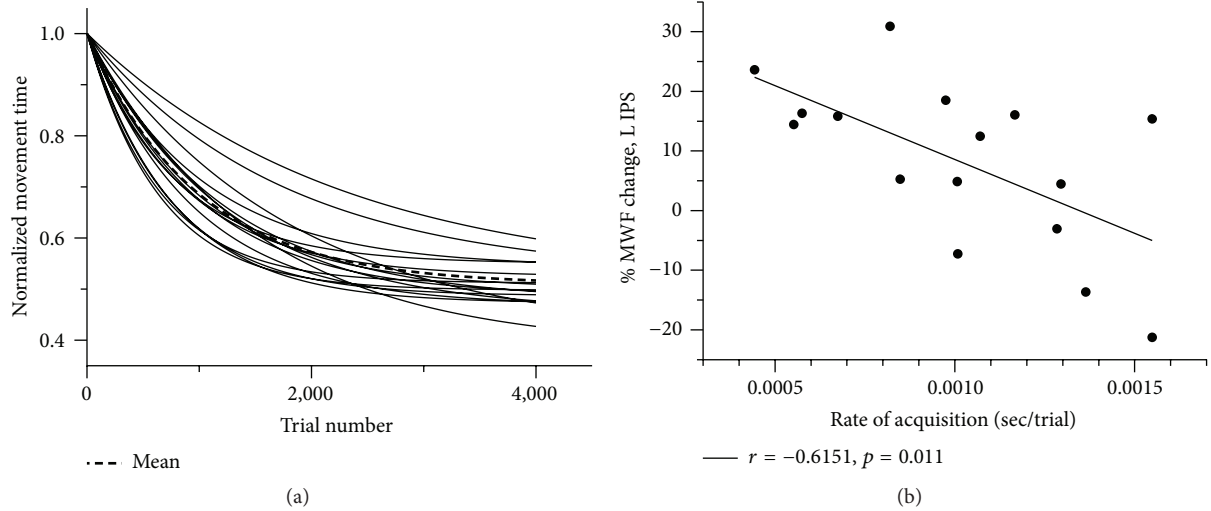 1.0
0.8
0.6
0.4
Normalized movement time
0
2,000
4,000
Trial number
Mean
(a)
30
20
10
0
−10
−20
% MWF change, L IPS
0.0005
0.0010
0.0015
Rate of acquisition (sec/trial)
r = −0.6151, p = 0.011
(b)